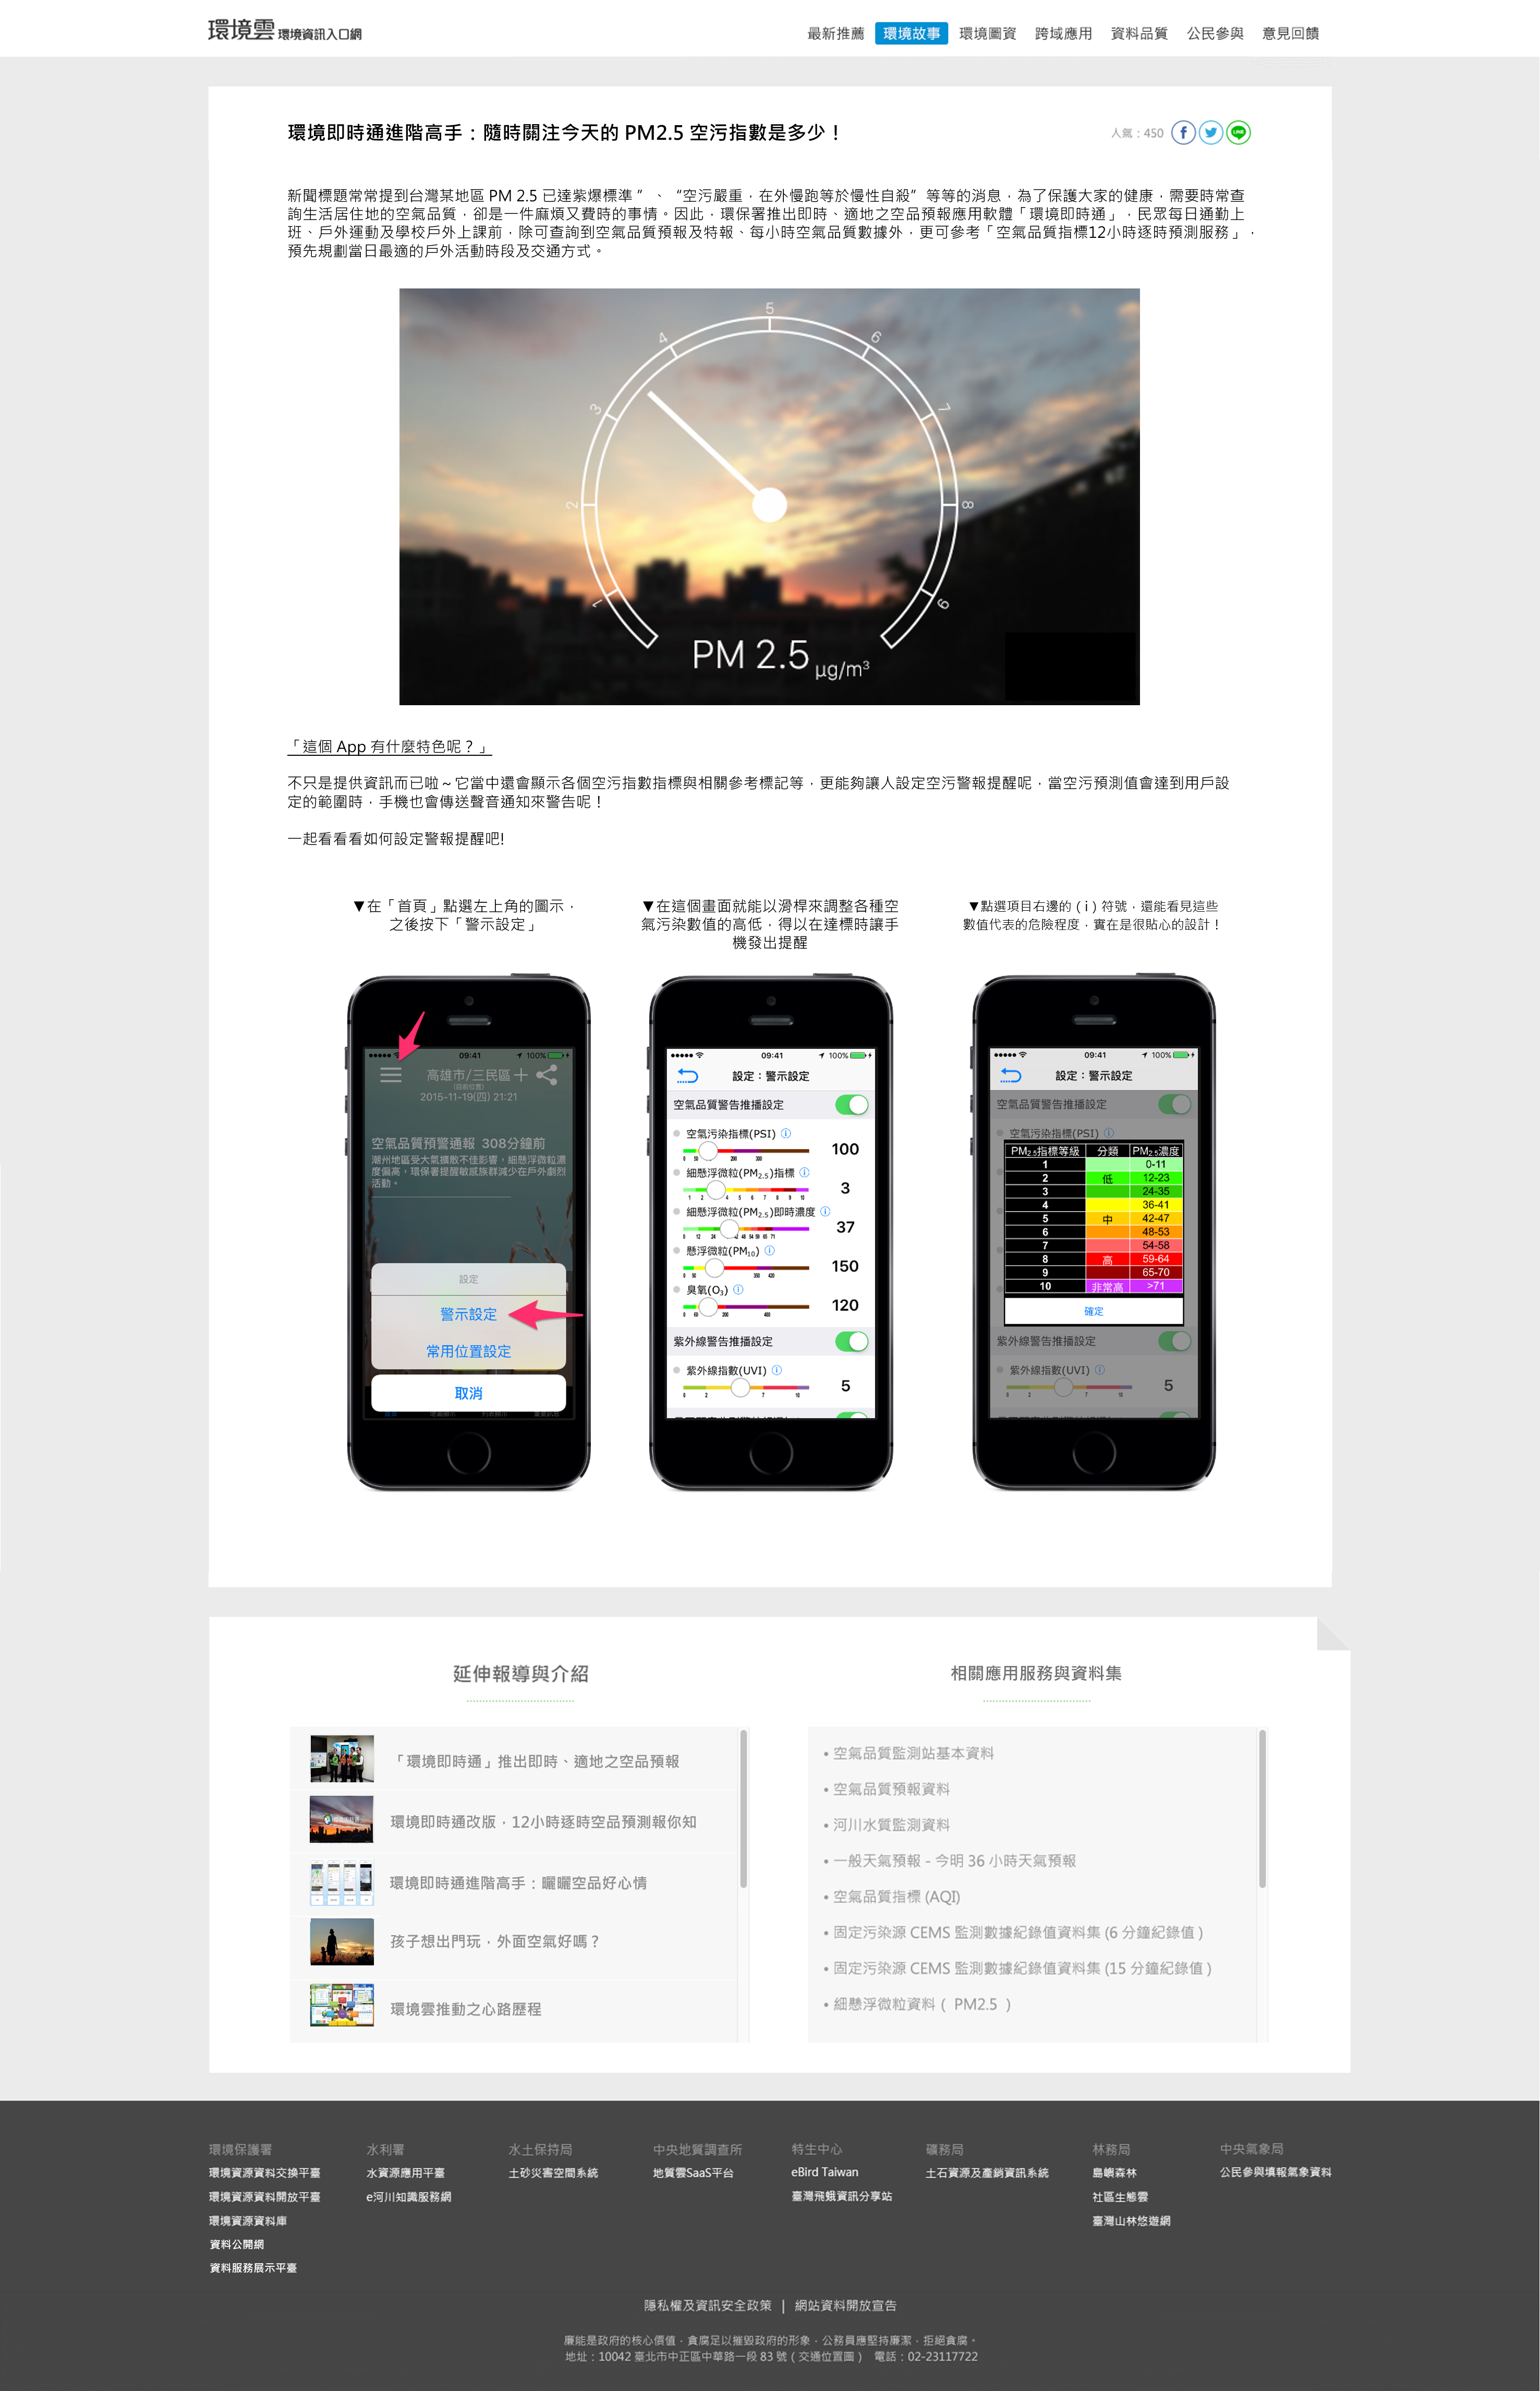 環境雲 環境資訊入口網
最新推薦 環境故事 環境圖資 跨域應用 資料品質 公民參與 意見回饋
環境即時通進階高手：隨時關注今天的 PM2.5 空污指數是多少！
人氣：450
新聞標題常常提到台灣某地區 PM 2.5 已達紫爆標準 ”、“空污嚴重，在外慢跑等於慢性自殺” 等等的消息，為了保護大家的健康，需要時常查
詢生活居住地的空氣品質，卻是一件麻煩又費時的事情。因此，環保署推出即時、適地之空品預報應用軟體「環境即時通」，民眾每日通勤上
班、戶外運動及學校戶外上課前，除可查詢到空氣品質預報及特報、每小時空氣品質數據外，更可參考「空氣品質指標12小時逐時預測服務」，
預先規劃當日最適的戶外活動時段及交通方式。
1 2 3 4 5 6 7 8 9
PM 2.5 µg/m³
「這個 App 有什麼特色呢？」
不只是提供資訊而已啦～它當中還會顯示各個空污指數指標與相關參考標記等，更能夠讓人設定空污警報提醒呢，當空污預測值會達到用戶設
定的範圍時，手機也會傳送聲音通知來警告呢！
一起看看看如何設定警報提醒吧!
▼在「首頁」點選左上角的圖示，
之後按下「警示設定」
▼在這個畫面就能以滑桿來調整各種空
氣污染數值的高低，得以在達標時讓手
機發出提醒
▼點選項目右邊的 ( i ) 符號，還能看見這些
數值代表的危險程度，實在是很貼心的設計！
09:41 100%
高雄市/三民區
2015-11-19(四) 21:21
空氣品質預警通報 308分鐘前
潮州地區受大氣擴散不佳影響，細懸浮微粒濃
度偏高，環保署提醒敏感族群減少在戶外劇烈
活動。
設定
警示設定
常用位置設定
取消
09:41 100%
設定：警示設定
空氣品質警告推播設定
空氣污染指標(PSI) ⓘ
100
0 50 200 300
細懸浮微粒(PM₂.₅)指標 ⓘ
3
1 2 4 5 6 7 8 9 10
細懸浮微粒(PM₂.₅)即時濃度 ⓘ
37
0 12 24 42 48 54 59 65 71
懸浮微粒(PM₁₀) ⓘ
150
0 50 350 420
臭氧(O₃) ⓘ
120
0 60 200 400
紫外線警告推播設定
紫外線指數(UVI) ⓘ
5
0 2 7 10
09:41 100%
設定：警示設定
空氣品質警告推播設定
空氣污染指標(PSI) ⓘ
PM₂.₅指標等級 分類 PM₂.₅濃度
1 0-11
2 低 12-23
3 24-35
4 36-41
5 中 42-47
6 48-53
7 54-58
8 高 59-64
9 65-70
10 非常高 >71
確定
紫外線警告推播設定
紫外線指數(UVI) ⓘ
5
0 2 7 10
延伸報導與介紹
「環境即時通」推出即時、適地之空品預報
環境即時通改版，12小時逐時空品預測報你知
環境即時通進階高手：曬曬空品好心情
孩子想出門玩，外面空氣好嗎？
環境雲推動之心路歷程
相關應用服務與資料集
• 空氣品質監測站基本資料
• 空氣品質預報資料
• 河川水質監測資料
• 一般天氣預報 - 今明 36 小時天氣預報
• 空氣品質指標 (AQI)
• 固定污染源 CEMS 監測數據紀錄值資料集 (6 分鐘紀錄值 )
• 固定污染源 CEMS 監測數據紀錄值資料集 (15 分鐘紀錄值 )
• 細懸浮微粒資料（ PM2.5 ）
環境保護署
環境資源資料交換平臺
環境資源資料開放平臺
環境資源資料庫
資料公開網
資料服務展示平臺
水利署
水資源應用平臺
e河川知識服務網
水土保持局
土砂災害空間系統
中央地質調查所
地質雲SaaS平台
特生中心
eBird Taiwan
臺灣飛蛾資訊分享站
礦務局
土石資源及產銷資訊系統
林務局
島嶼森林
社區生態雲
臺灣山林悠遊網
中央氣象局
公民參與填報氣象資料
隱私權及資訊安全政策 | 網站資料開放宣告
廉能是政府的核心價值，貪腐足以摧毀政府的形象，公務員應堅持廉潔，拒絕貪腐。
地址：10042 臺北市中正區中華路一段 83 號（交通位置圖） 電話：02-23117722